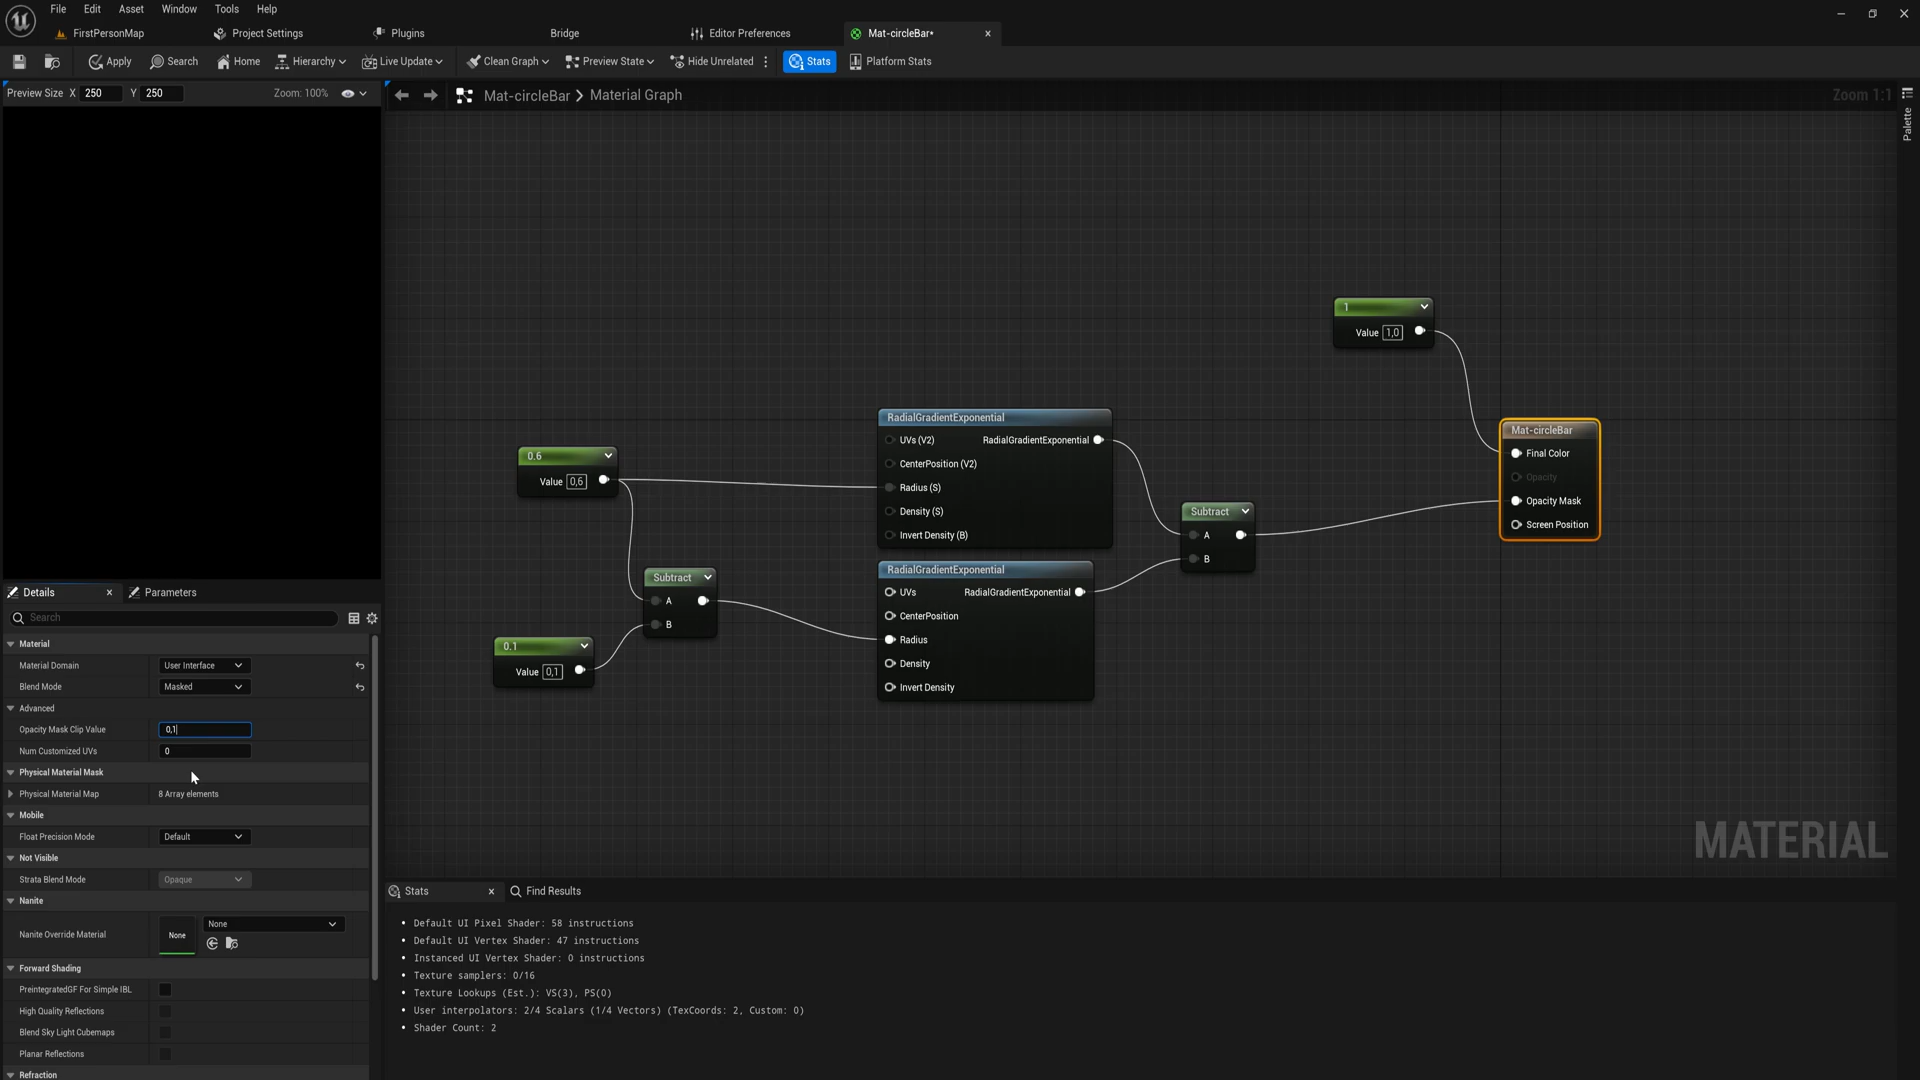 File Edit Asset Window Tools Help
FirstPersonMap Project Settings Plugins Bridge Editor Preferences Mat-circleBar*
Apply Search Home Hierarchy Live Update Clean Graph Preview State Hide Unrelated Stats Platform Stats
Preview Size X 250 Y 250 Zoom: 100%
Mat-circleBar Material Graph
Zoom 1:1
Palette
1
Value 1,0
RadialGradientExponential
UVs (V2) RadialGradientExponential
CenterPosition (V2)
Radius (S)
Density (S)
Invert Density (B)
0.6
Value 0,6
Mat-circleBar
Final Color
Opacity
Opacity Mask
Screen Position
Subtract
A
B
Subtract
A
B
RadialGradientExponential
UVs RadialGradientExponential
CenterPosition
Radius
Density
Invert Density
0.1
Value 0,1
MATERIAL
Details Parameters
Search
Material
Material Domain User Interface
Blend Mode Masked
Advanced
Opacity Mask Clip Value 0,1
Num Customized UVs 0
Physical Material Mask
Physical Material Map 8 Array elements
Mobile
Float Precision Mode Default
Not Visible
Strata Blend Mode Opaque
Nanite
Nanite Override Material None None
Forward Shading
PreintegratedGF For Simple IBL
High Quality Reflections
Blend Sky Light Cubemaps
Planar Reflections
Refraction
Stats Find Results
• Default UI Pixel Shader: 58 instructions
• Default UI Vertex Shader: 47 instructions
• Instanced UI Vertex Shader: 0 instructions
• Texture samplers: 0/16
• Texture Lookups (Est.): VS(3), PS(0)
• User interpolators: 2/4 Scalars (1/4 Vectors) (TexCoords: 2, Custom: 0)
• Shader Count: 2